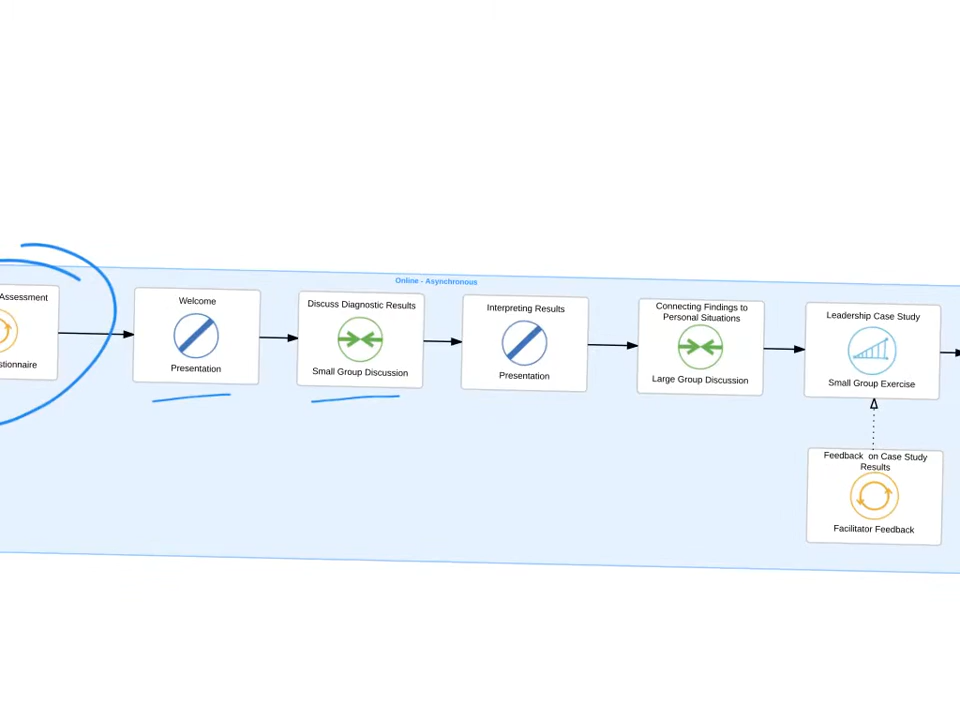 Online - Asynchronous
Assessment
Welcome
Presentation
Discuss Diagnostic Results
Small Group Discussion
Interpreting Results
Presentation
Connecting Findings to
Personal Situations
Large Group Discussion
Leadership Case Study
Small Group Exercise
Feedback on Case Study
Results
Facilitator Feedback